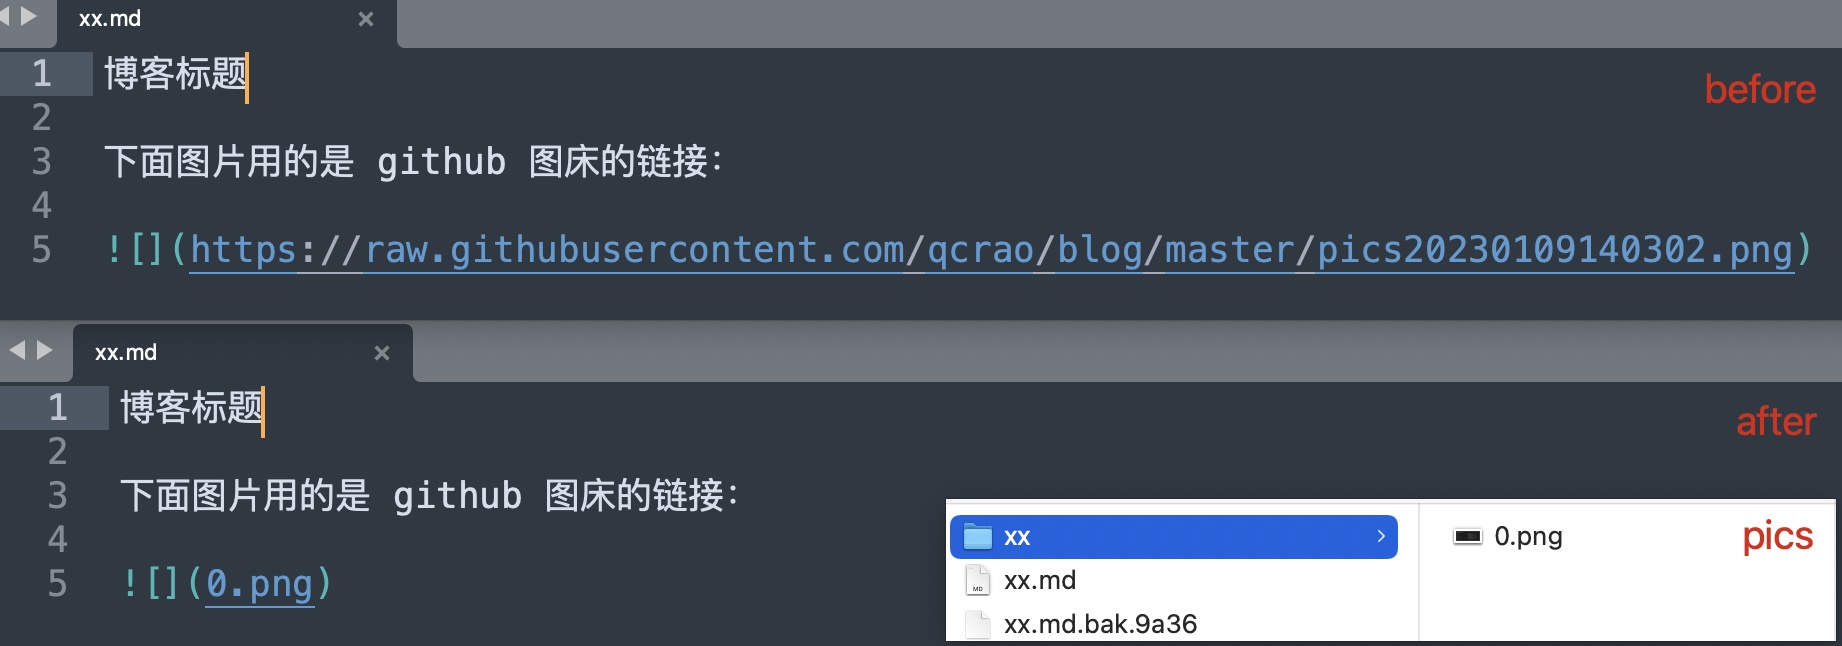 xx.md
1 博客标题
before
2
3 下面图片用的是 github 图床的链接：
4
5 ![](https://raw.githubusercontent.com/qcrao/blog/master/pics20230109140302.png)
xx.md
1 博客标题
after
2
3 下面图片用的是 github 图床的链接：
4
5 ![](0.png)
xx
0.png
pics
xx.md
MD
xx.md.bak.9a36